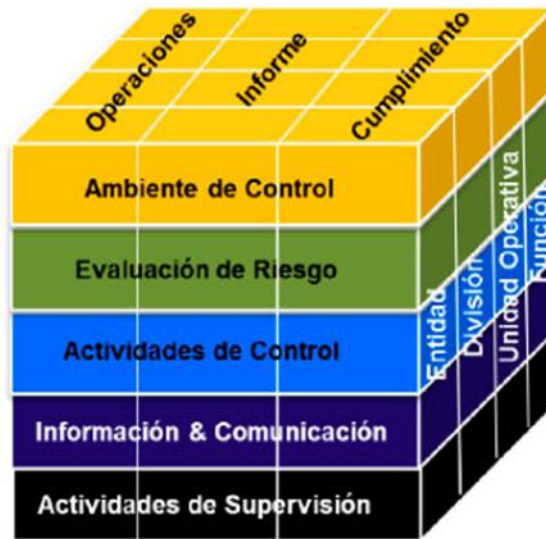 Operaciones
Informe
Cumplimiento
Ambiente de Control
Evaluación de Riesgo
Actividades de Control
Información & Comunicación
Actividades de Supervisión
Entidad
División
Unidad Operativa
Función